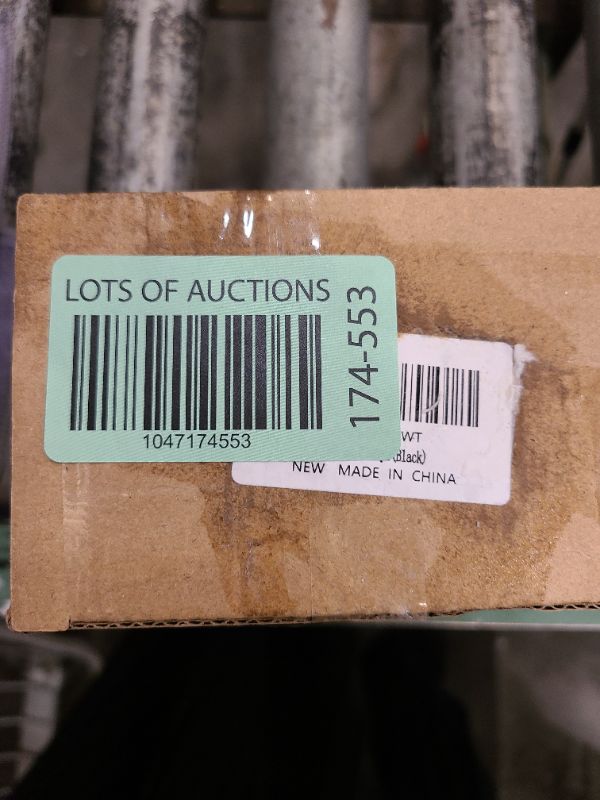 LOTS OF AUCTIONS
1047174553
174-553
WT
(Black)
NEW MADE IN CHINA